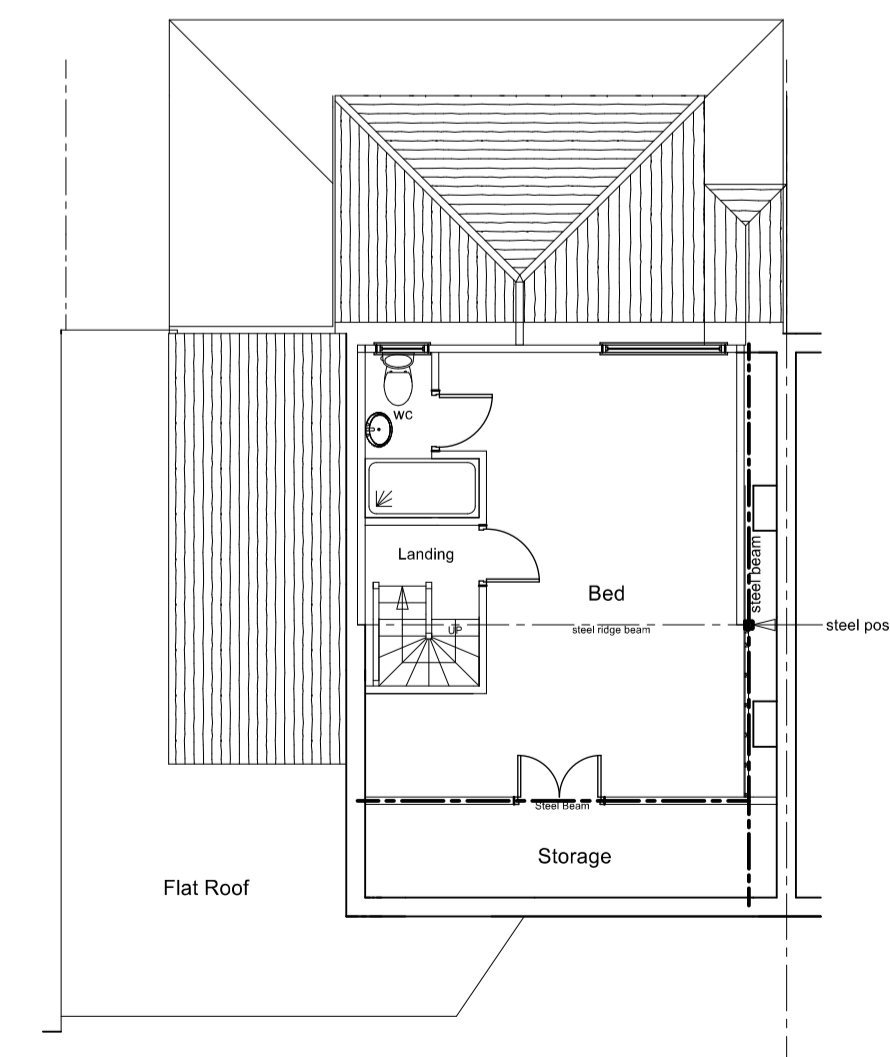 WC
Landing
Bed
steel beam
UP
steel ridge beam
steel pos
Steel Beam
Storage
Flat Roof